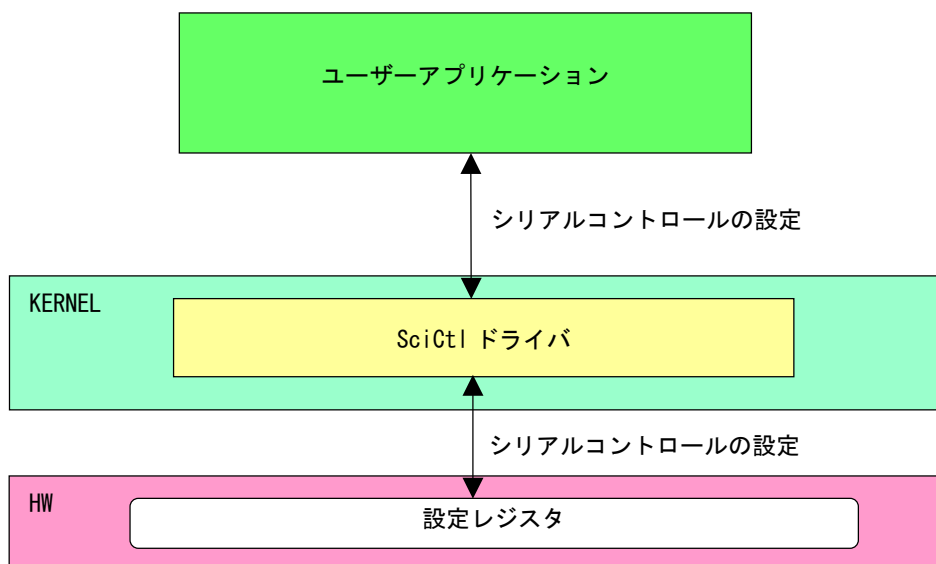 ユーザーアプリケーション
シリアルコントロールの設定
KERNEL
SciCtl ドライバ
シリアルコントロールの設定
HW
設定レジスタ